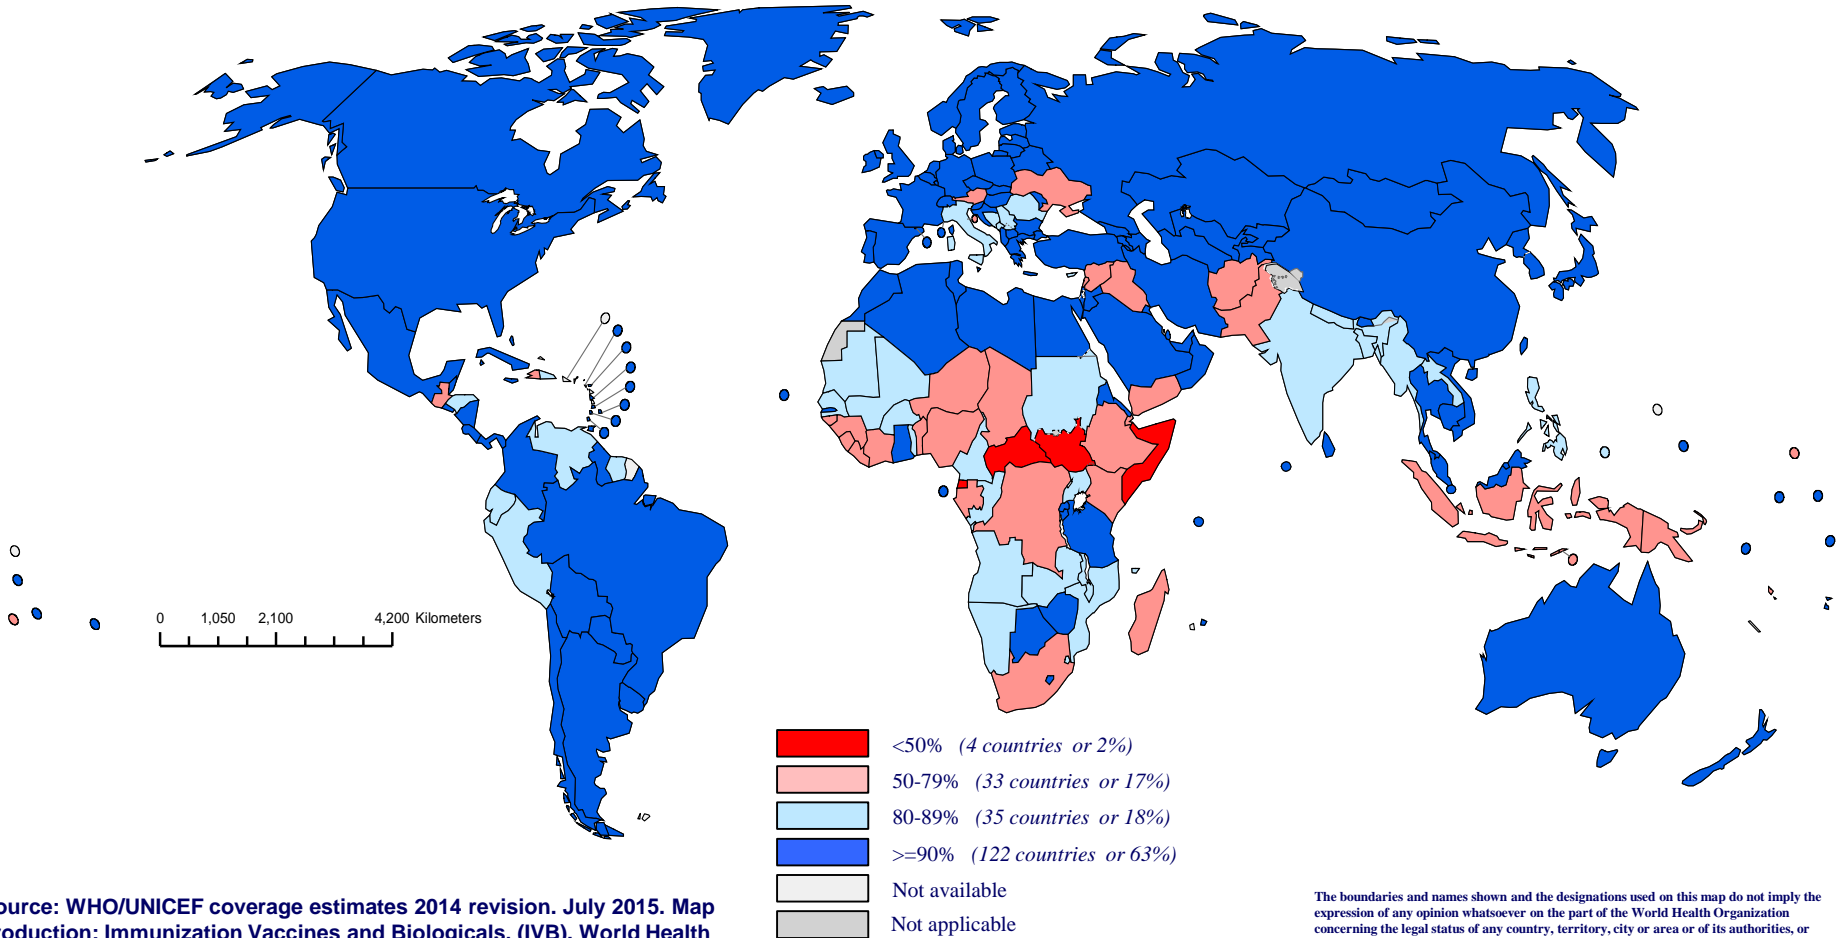 0 1,050 2,100 4,200 Kilometers
<50% (4 countries or 2%)
50-79% (33 countries or 17%)
80-89% (35 countries or 18%)
>=90% (122 countries or 63%)
Not available
Not applicable
ource: WHO/UNICEF coverage estimates 2014 revision. July 2015. Map
roduction: Immunization Vaccines and Biologicals, (IVB), World Health
The boundaries and names shown and the designations used on this map do not imply the
expression of any opinion whatsoever on the part of the World Health Organization
concerning the legal status of any country, territory, city or area or of its authorities, or